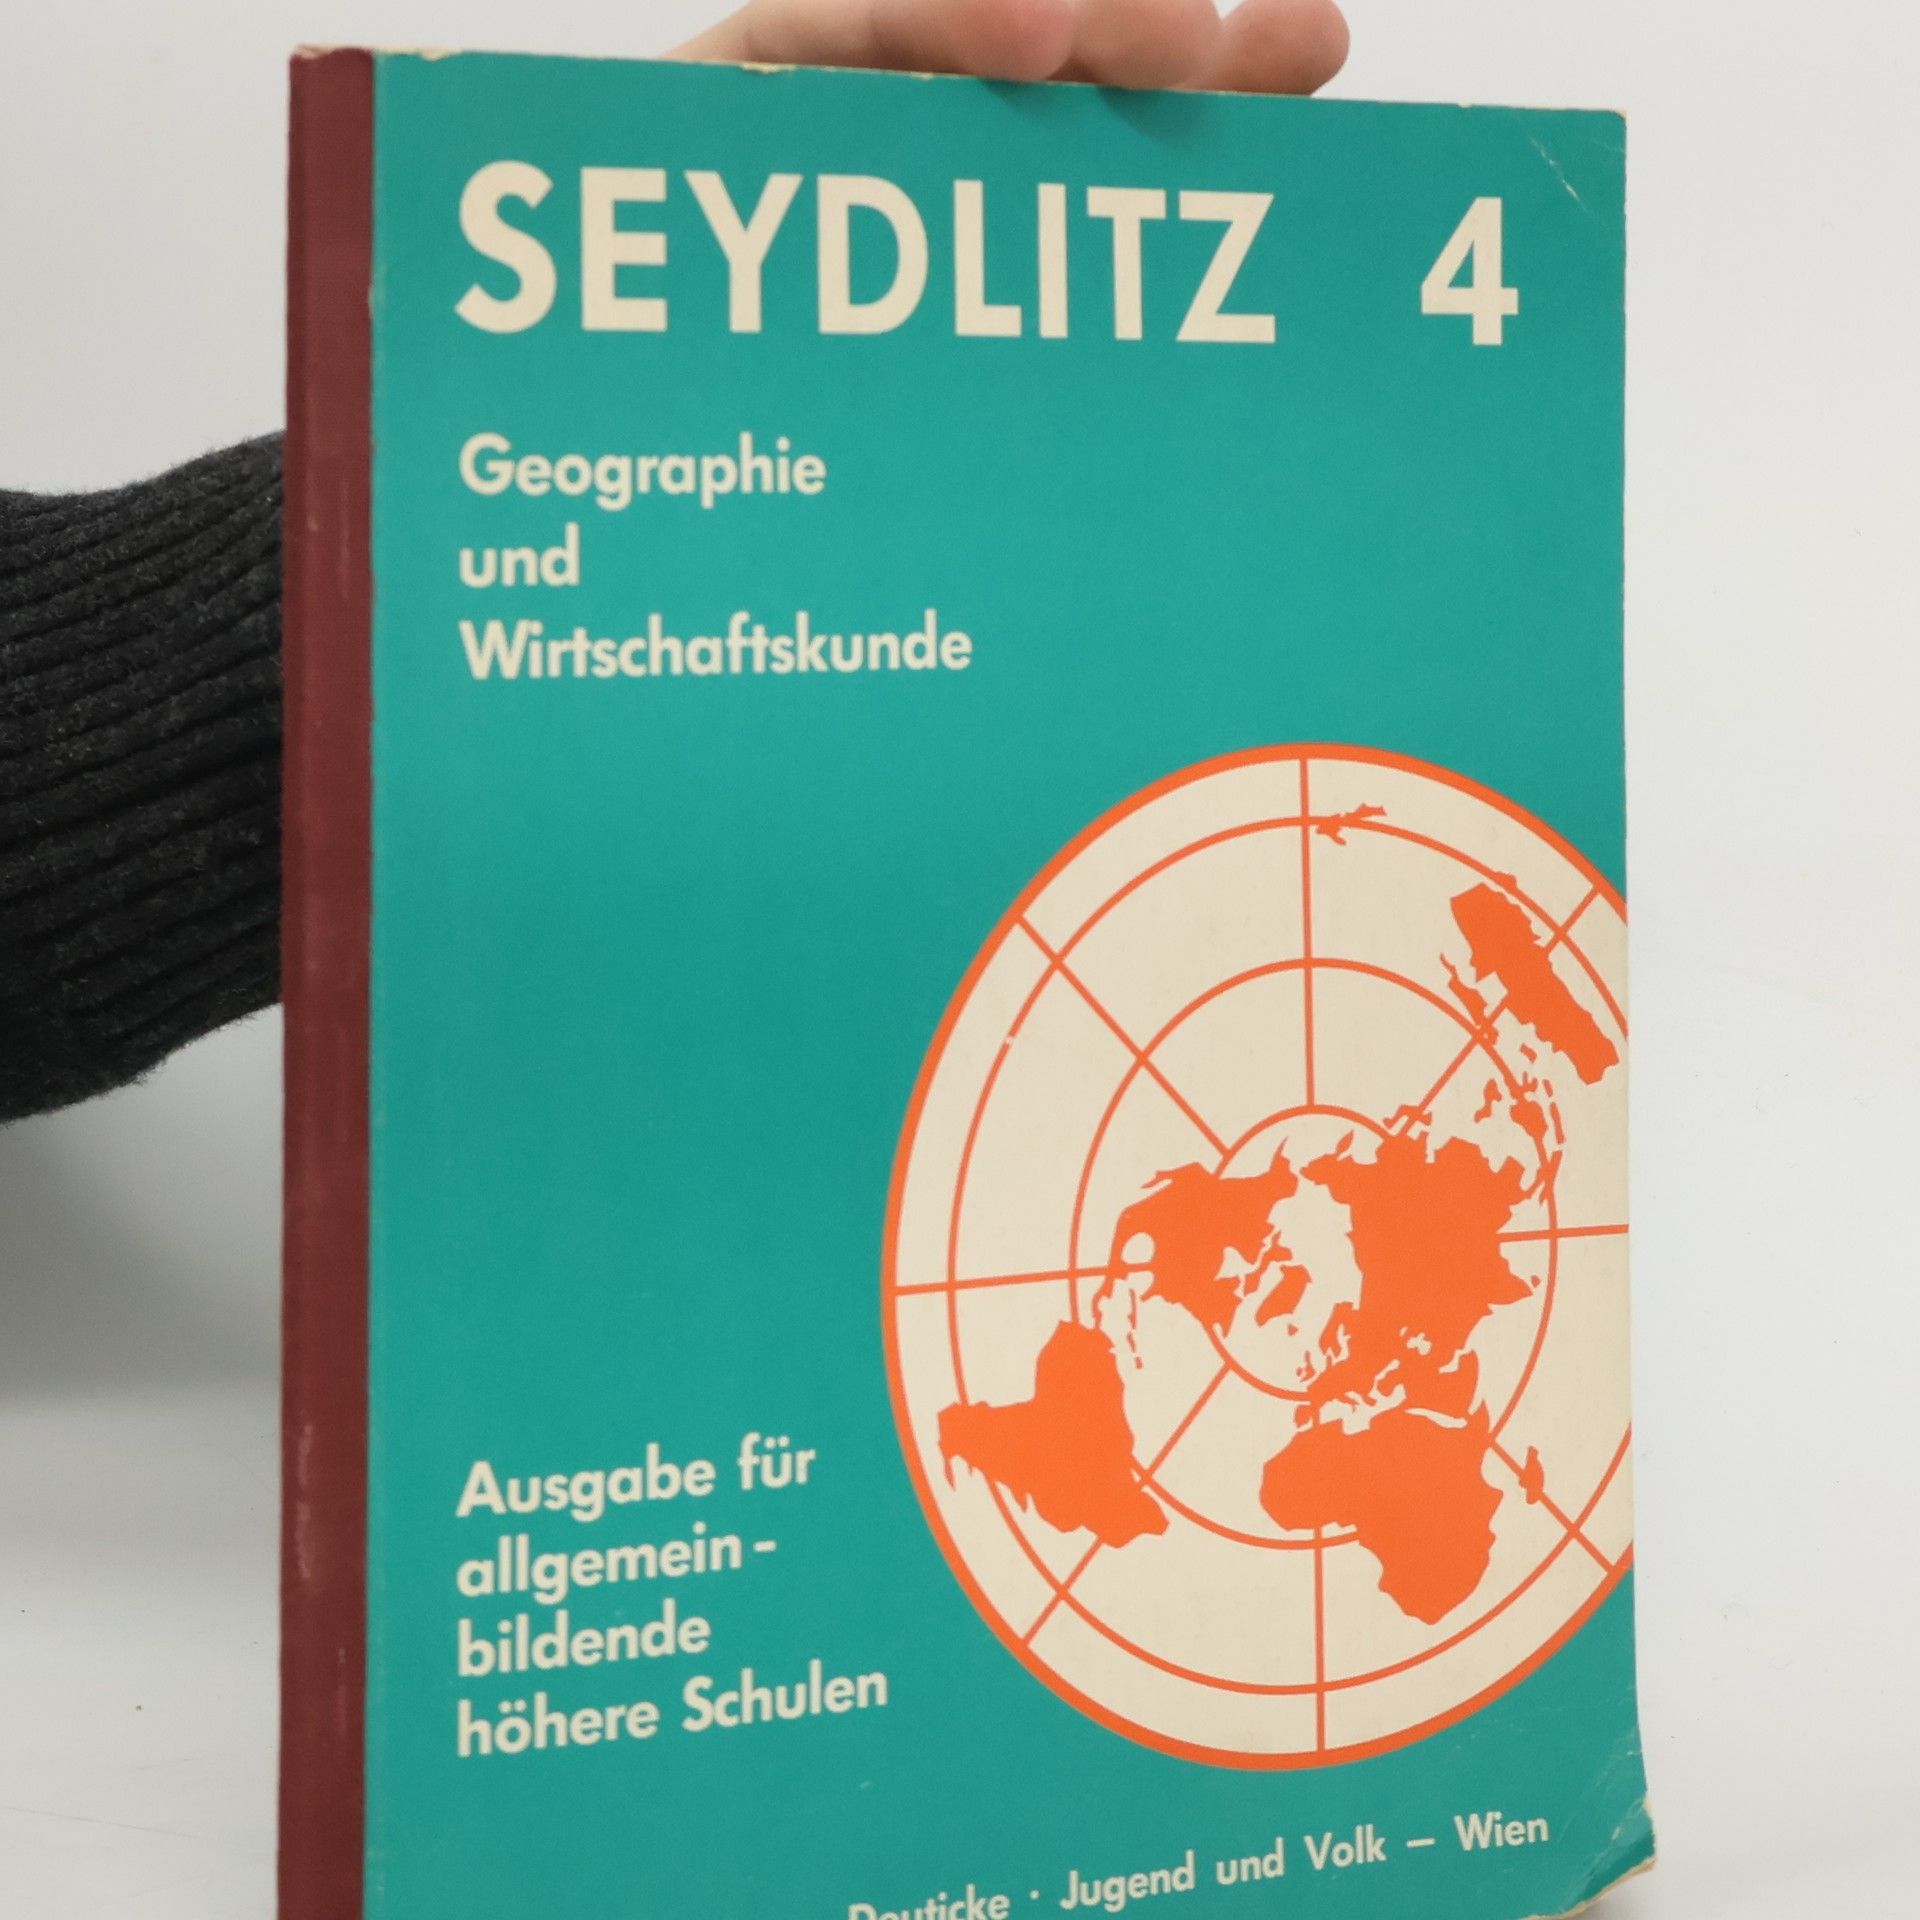 SEYDLITZ 4
Geographie
und
Wirtschaftskunde
Ausgabe für
allgemein-
bildende
höhere Schulen
Deuticke · Jugend und Volk – Wien